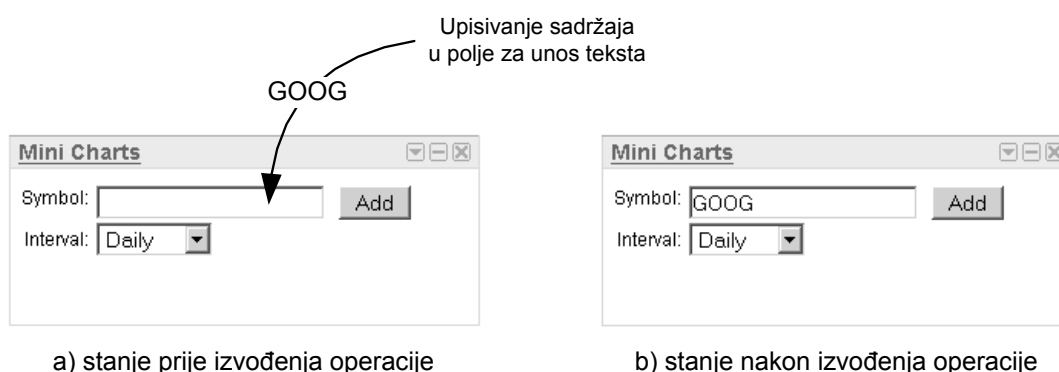 Upisivanje sadržaja
u polje za unos teksta
GOOG
Mini Charts
Symbol:
Add
Interval: Daily
a) stanje prije izvođenja operacije
Mini Charts
Symbol: GOOG
Add
Interval: Daily
b) stanje nakon izvođenja operacije